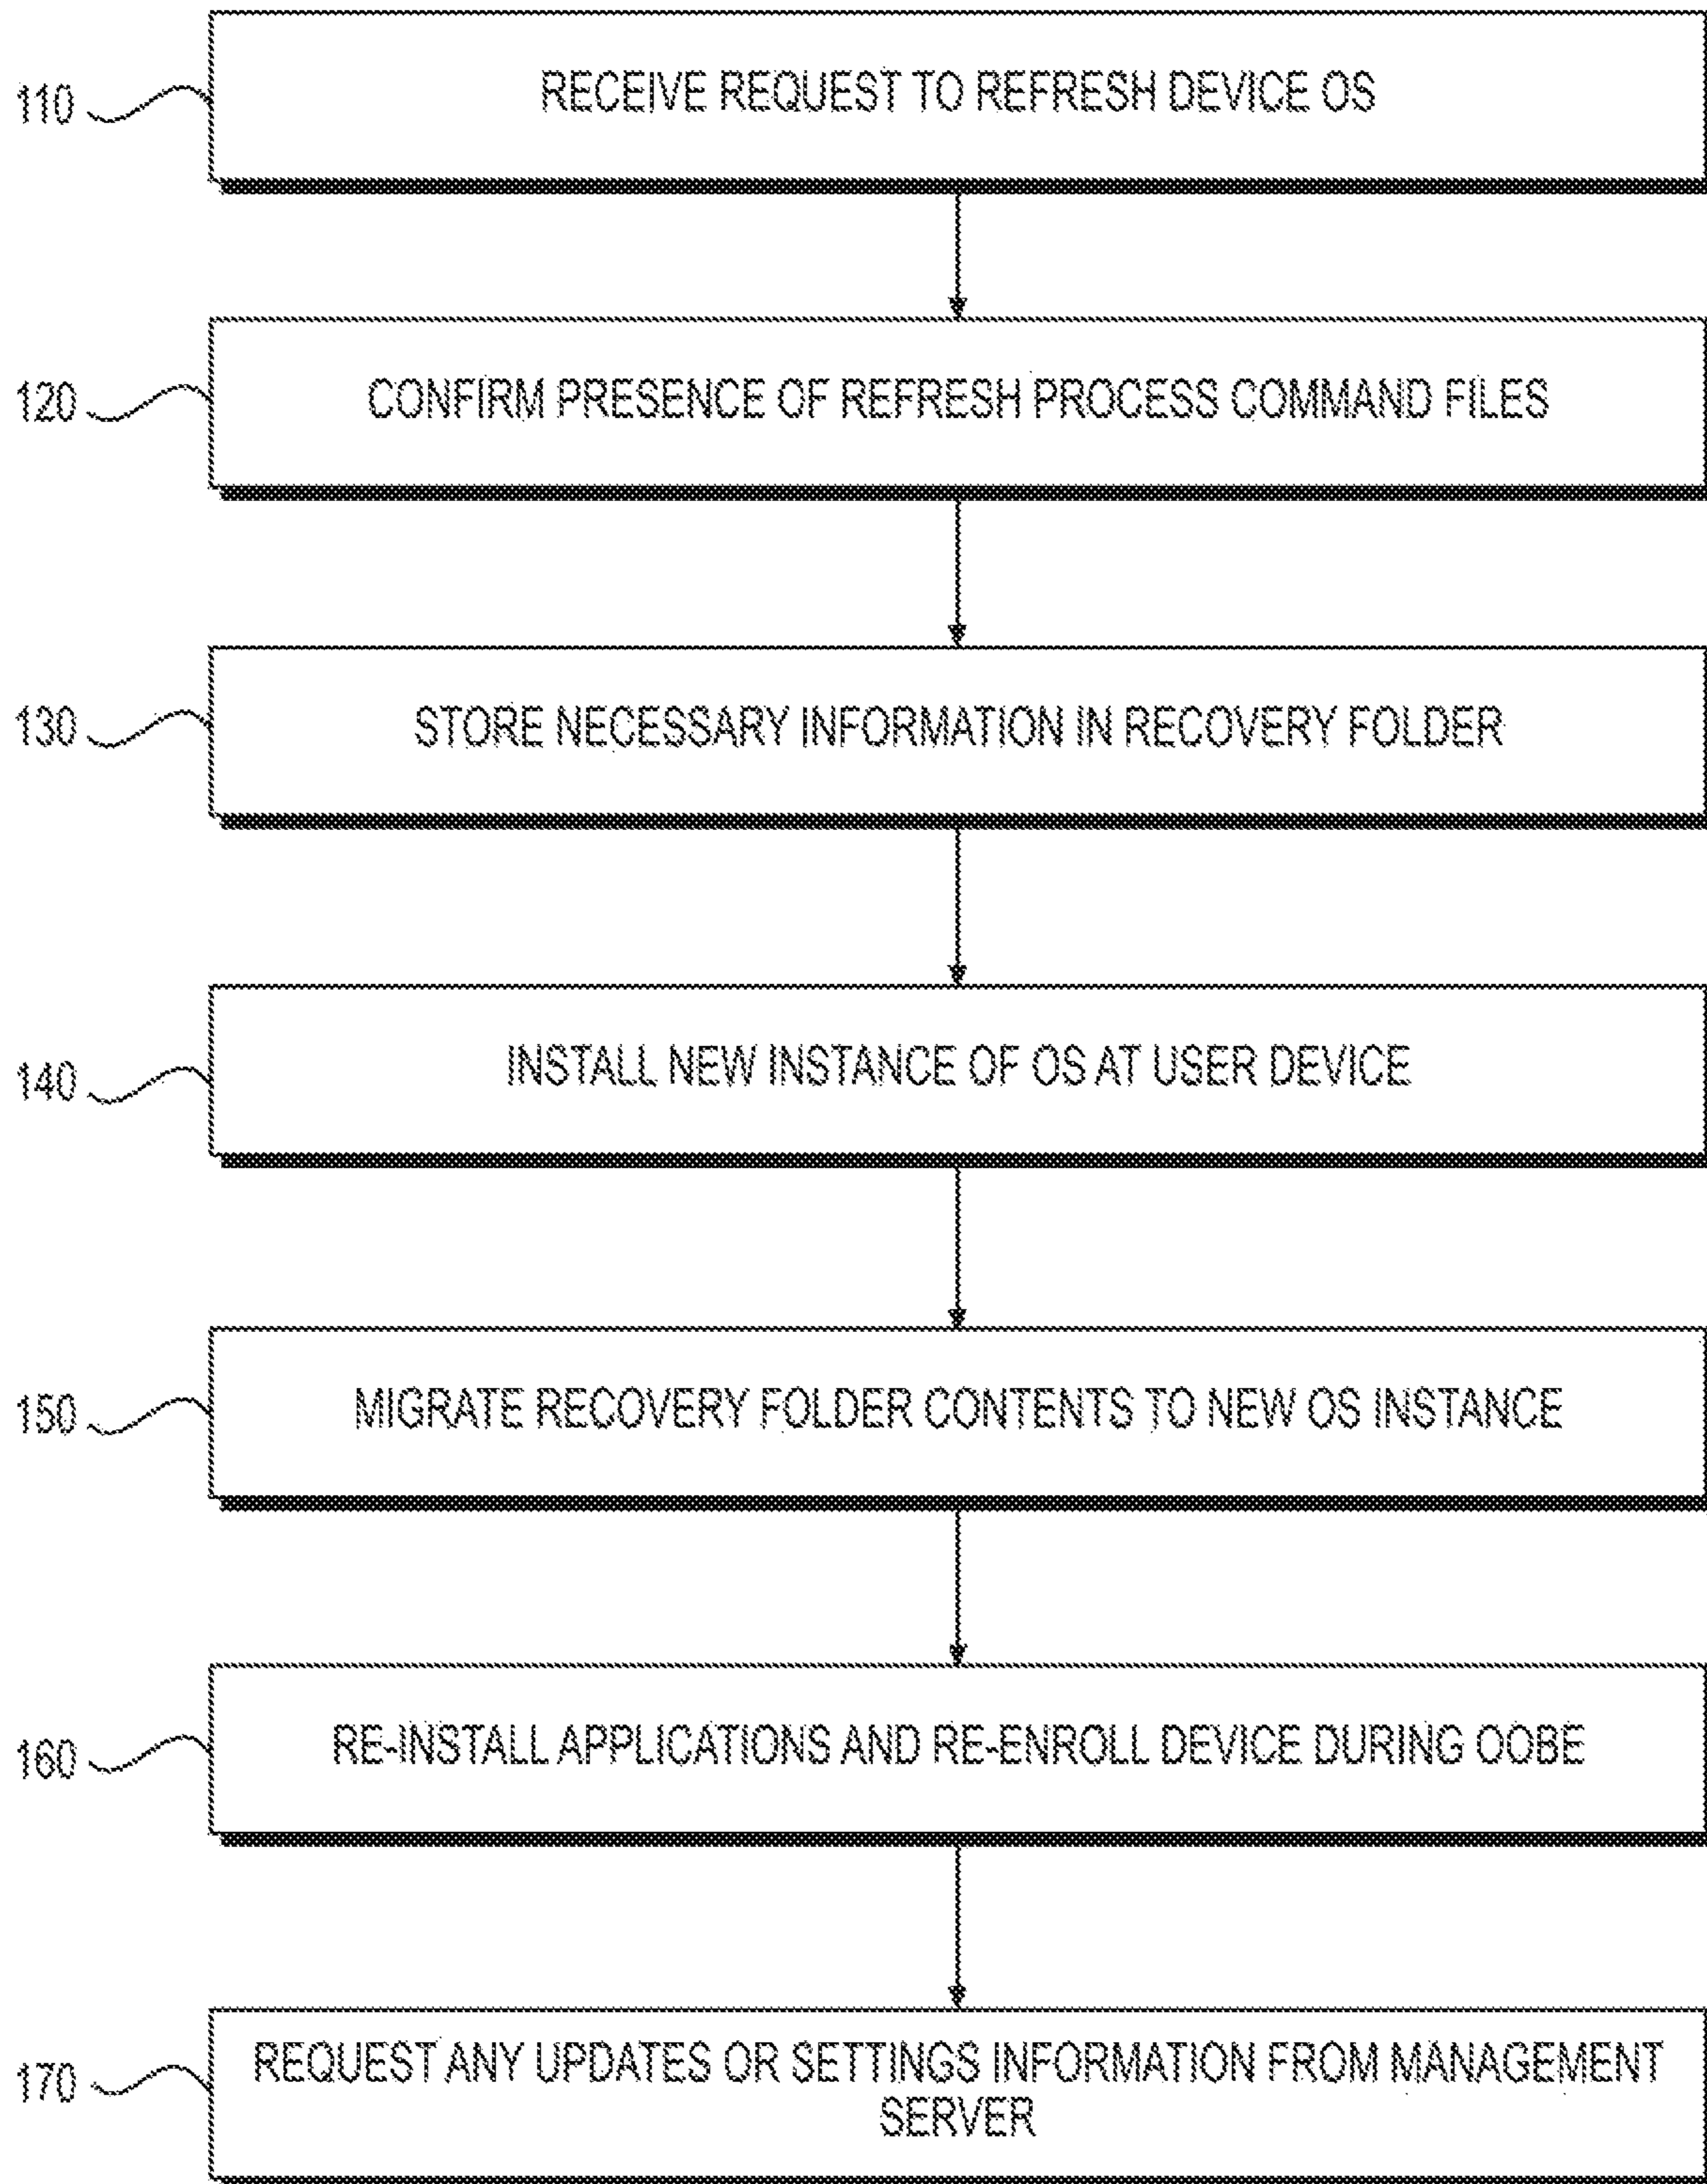 110
RECEIVE REQUEST TO REFRESH DEVICE OS
120
CONFIRM PRESENCE OF REFRESH PROCESS COMMAND FILES
130
STORE NECESSARY INFORMATION IN RECOVERY FOLDER
140
INSTALL NEW INSTANCE OF OS AT USER DEVICE
150
MIGRATE RECOVERY FOLDER CONTENTS TO NEW OS INSTANCE
160
RE-INSTALL APPLICATIONS AND RE-ENROLL DEVICE DURING OOBE
170
REQUEST ANY UPDATES OR SETTINGS INFORMATION FROM MANAGEMENT
SERVER